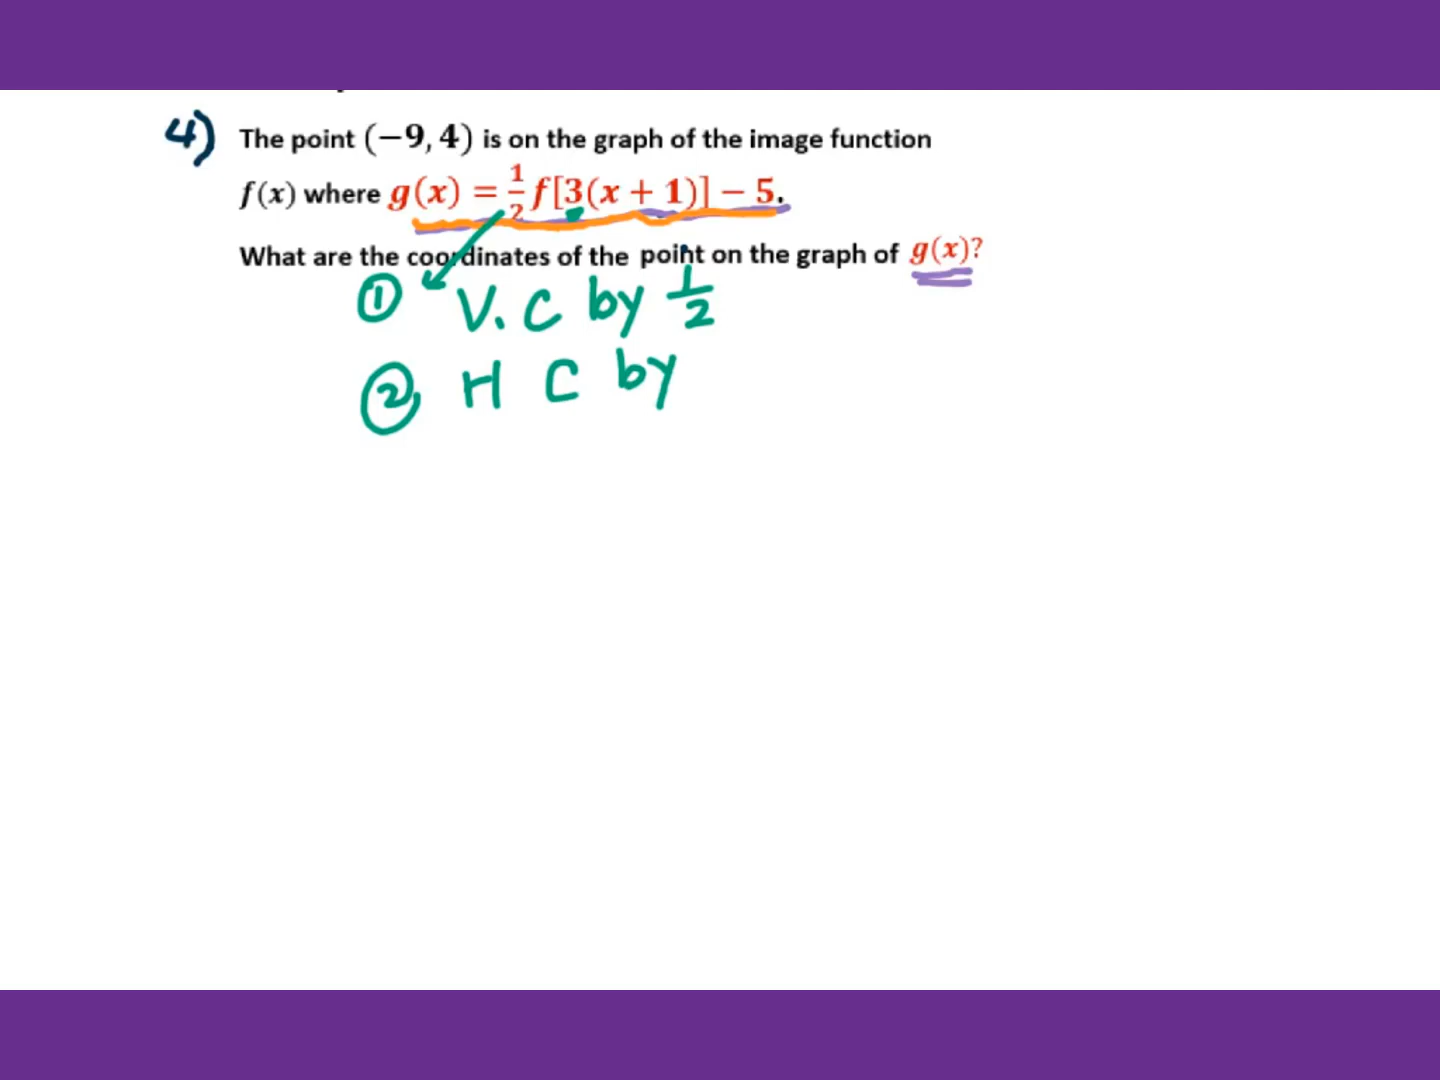 4) The point (−9, 4) is on the graph of the image function
f(x) where g(x) = 1/2 f[3(x + 1)] − 5.
What are the coordinates of the point on the graph of g(x)?
① V. C by 1/2
② H C by